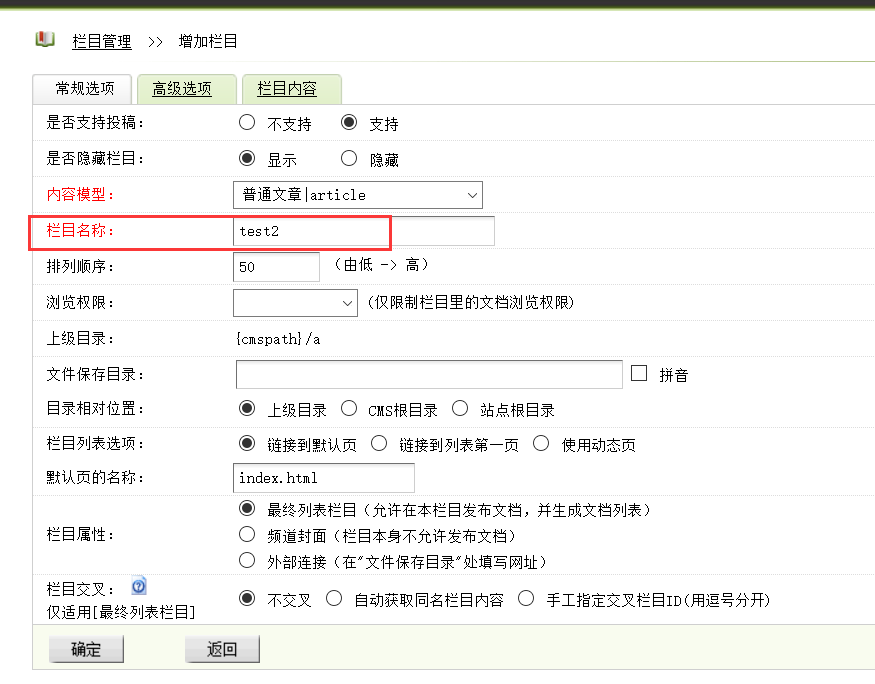 栏目管理 >> 增加栏目
常规选项 高级选项 栏目内容
是否支持投稿： 不支持 支持
是否隐藏栏目： 显示 隐藏
内容模型： 普通文章|article
栏目名称： test2
排列顺序： 50 （由低 -> 高）
浏览权限： (仅限制栏目里的文档浏览权限)
上级目录： {cmspath}/a
文件保存目录： 拼音
目录相对位置： 上级目录 CMS根目录 站点根目录
栏目列表选项： 链接到默认页 链接到列表第一页 使用动态页
默认页的名称： index.html
栏目属性： 最终列表栏目（允许在本栏目发布文档，并生成文档列表）
频道封面（栏目本身不允许发布文档）
外部连接（在"文件保存目录"处填写网址）
栏目交叉：
仅适用[最终列表栏目] 不交叉 自动获取同名栏目内容 手工指定交叉栏目ID(用逗号分开)
确定 返回